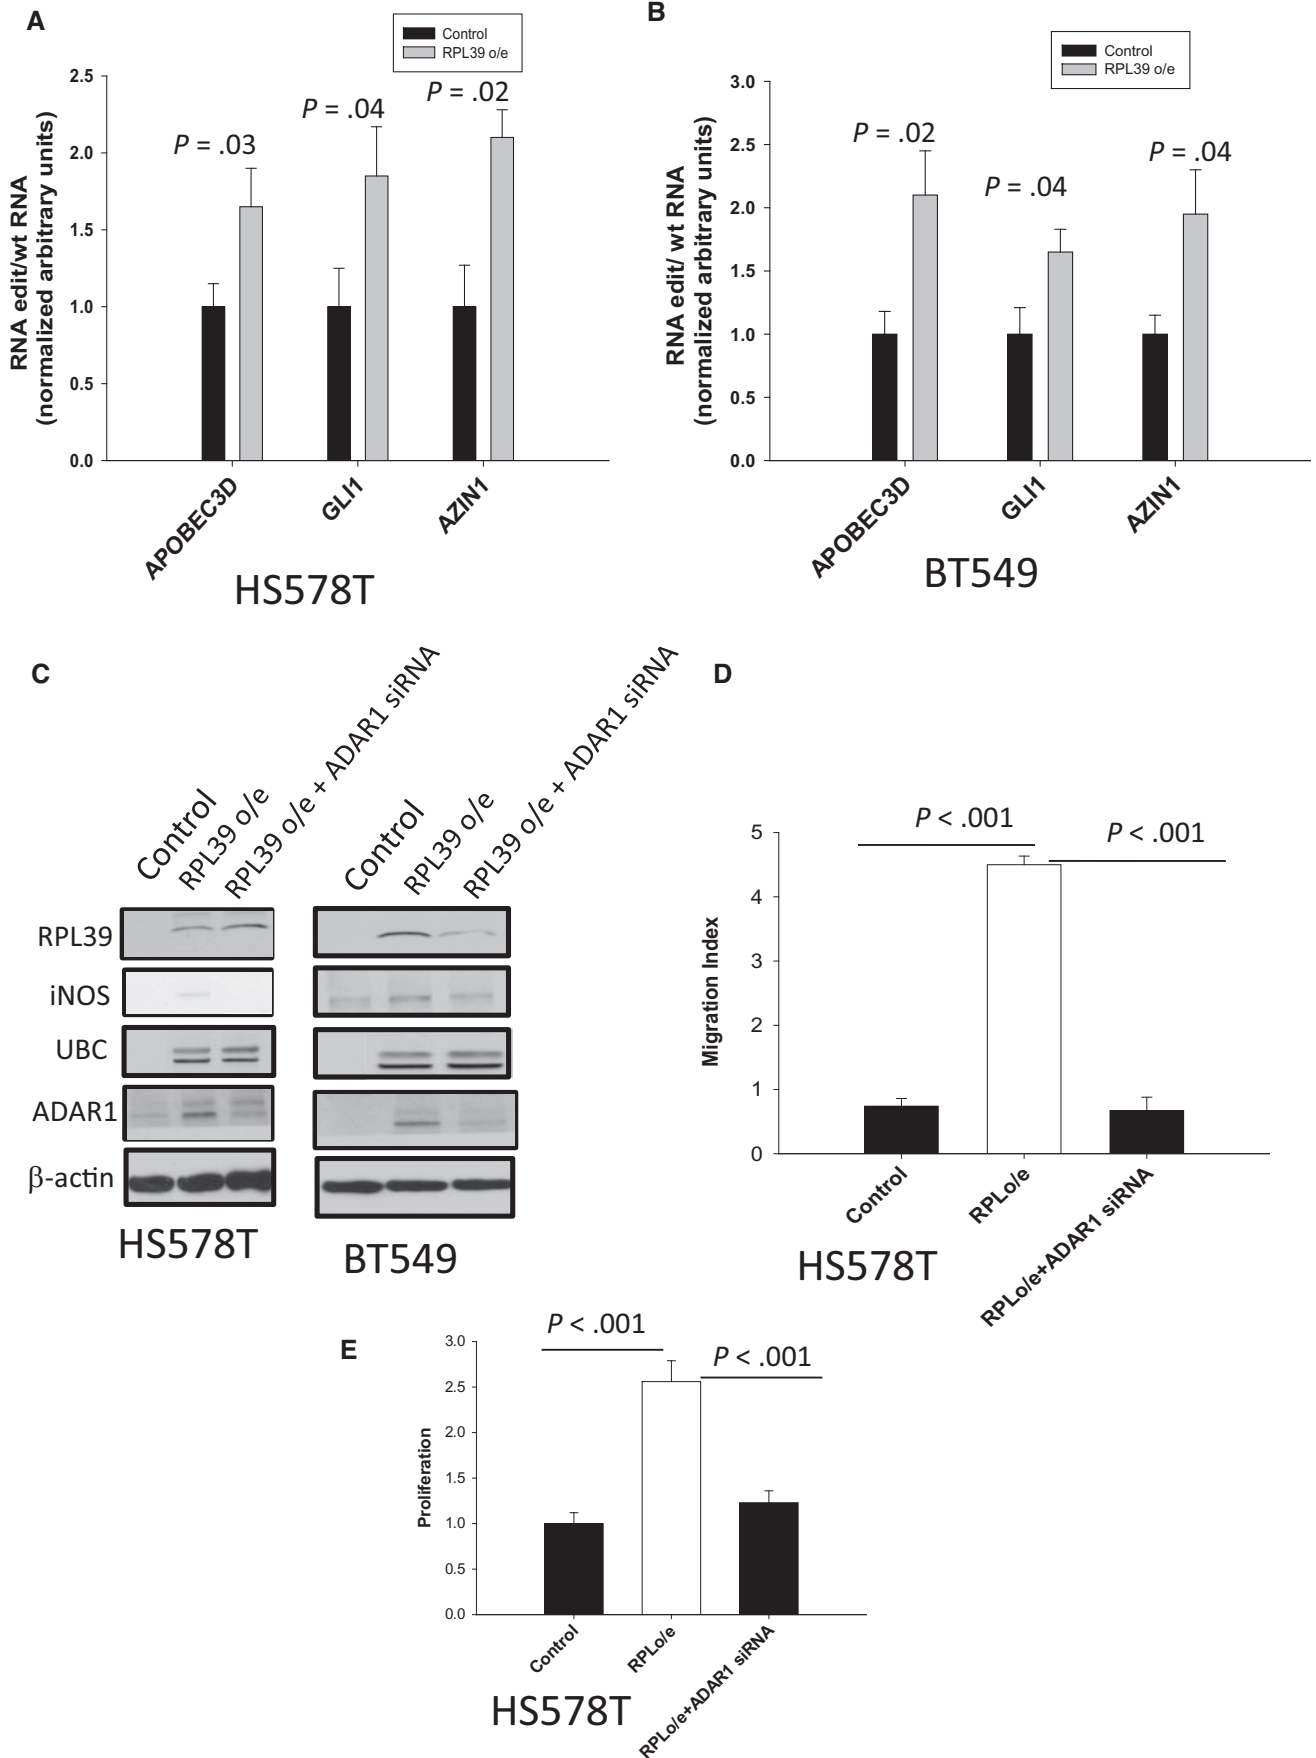 A
Control
RPL39 o/e
2.5
2.0
1.5
1.0
0.5
0.0
RNA edit/wt RNA
(normalized arbitrary units)
P = .03
P = .04
P = .02
APOBEC3D
GLI1
AZIN1
HS578T
B
Control
RPL39 o/e
3.0
2.5
2.0
1.5
1.0
0.5
0.0
RNA edit/ wt RNA
(normalized arbitrary units)
P = .02
P = .04
P = .04
APOBEC3D
GLI1
AZIN1
BT549
C
Control
RPL39 o/e
RPL39 o/e + ADAR1 siRNA
Control
RPL39 o/e
RPL39 o/e + ADAR1 siRNA
RPL39
iNOS
UBC
ADAR1
β-actin
HS578T
BT549
D
P < .001
P < .001
5
4
3
2
1
0
Migration Index
Control
RPLo/e
RPLo/e+ADAR1 siRNA
HS578T
E
P < .001
P < .001
3.0
2.5
2.0
1.5
1.0
0.5
0.0
Proliferation
Control
RPLo/e
RPLo/e+ADAR1 siRNA
HS578T